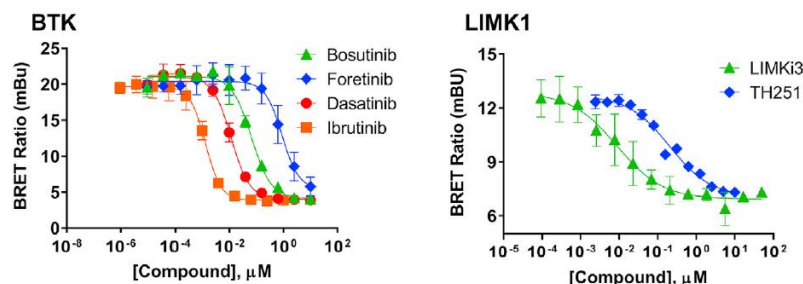 BTK
BRET Ratio (mBu)
25
20
15
10
5
0
10⁻⁸ 10⁻⁶ 10⁻⁴ 10⁻² 10⁰ 10²
[Compound], μM
Bosutinib
Foretinib
Dasatinib
Ibrutinib
LIMK1
BRET Ratio (mBU)
15
12
9
6
10⁻⁵ 10⁻⁴ 10⁻³ 10⁻² 10⁻¹ 10⁰ 10¹ 10²
[Compound], μM
LIMKi3
TH251